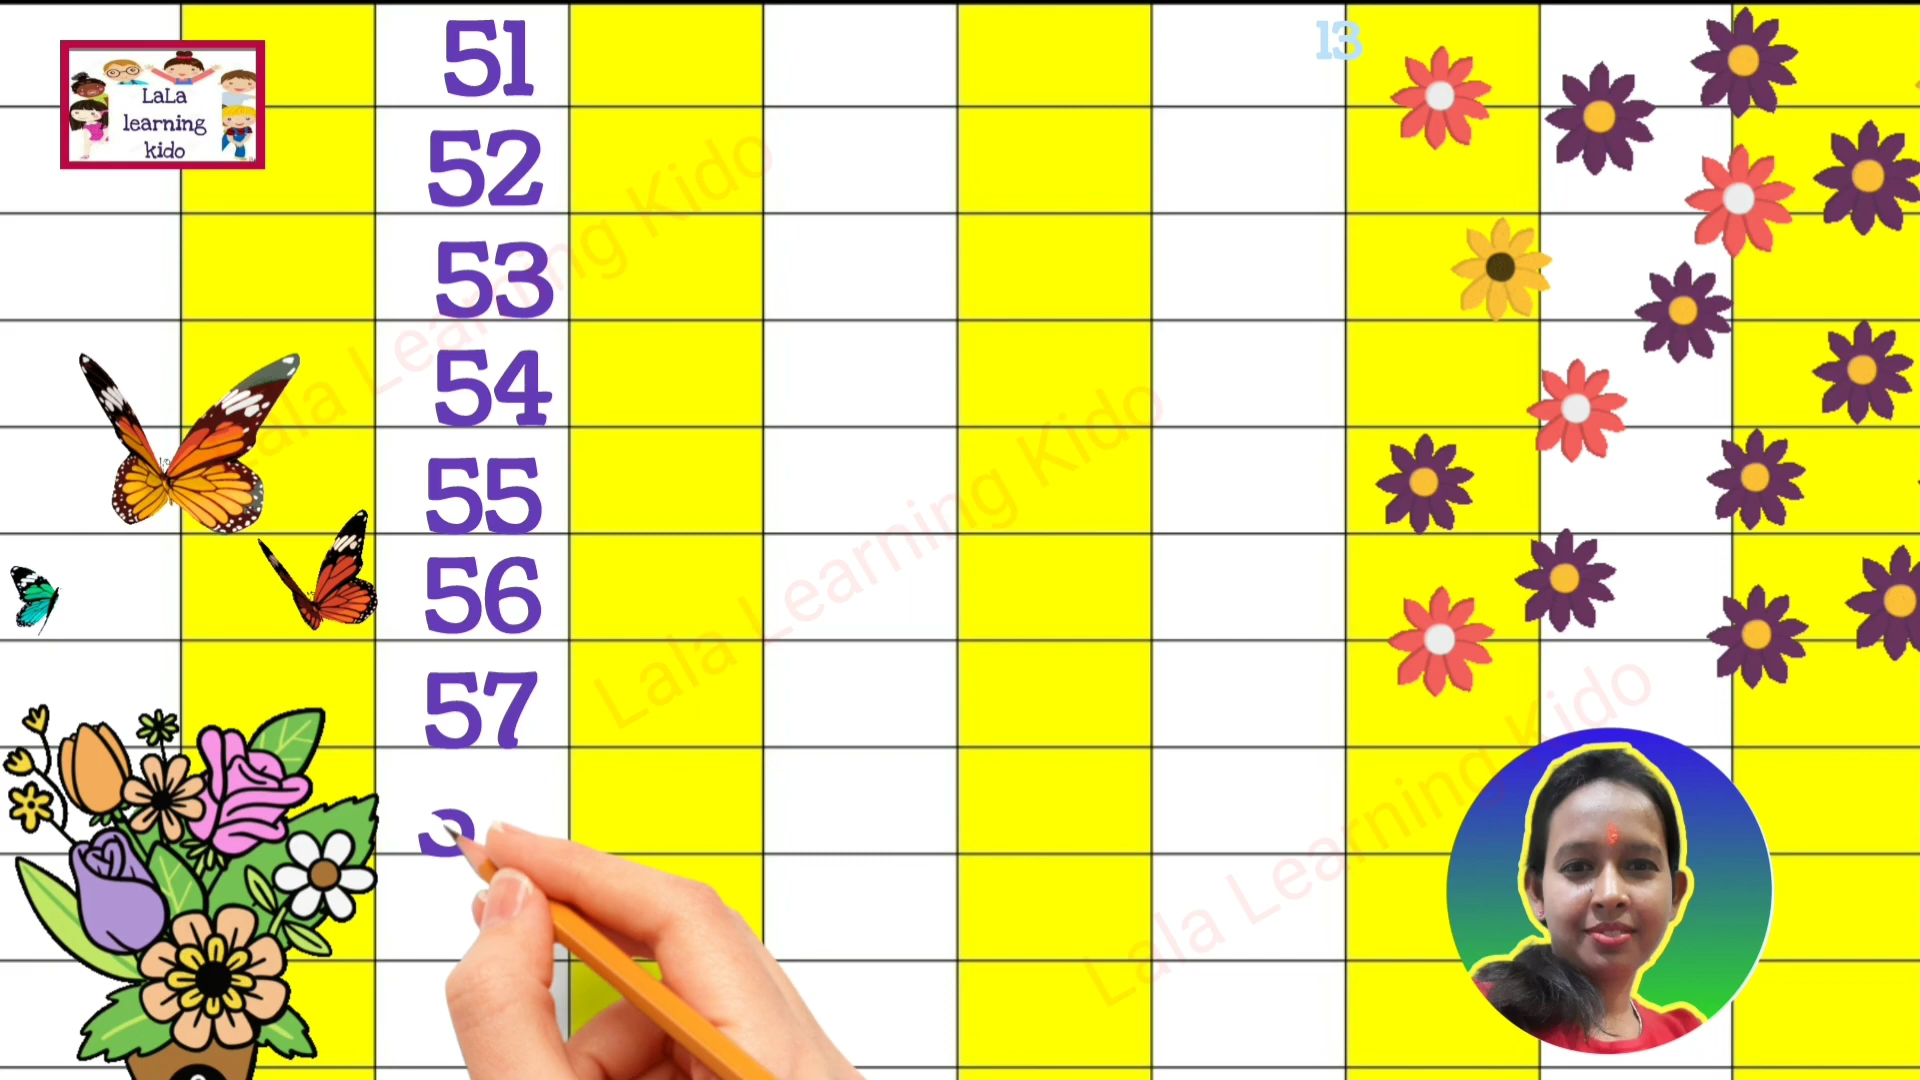 LaLa
learning
kido
51
13
52
53
54
55
56
57
Lala Learning Kido
Lala Learning Kido
Lala Learning Kido